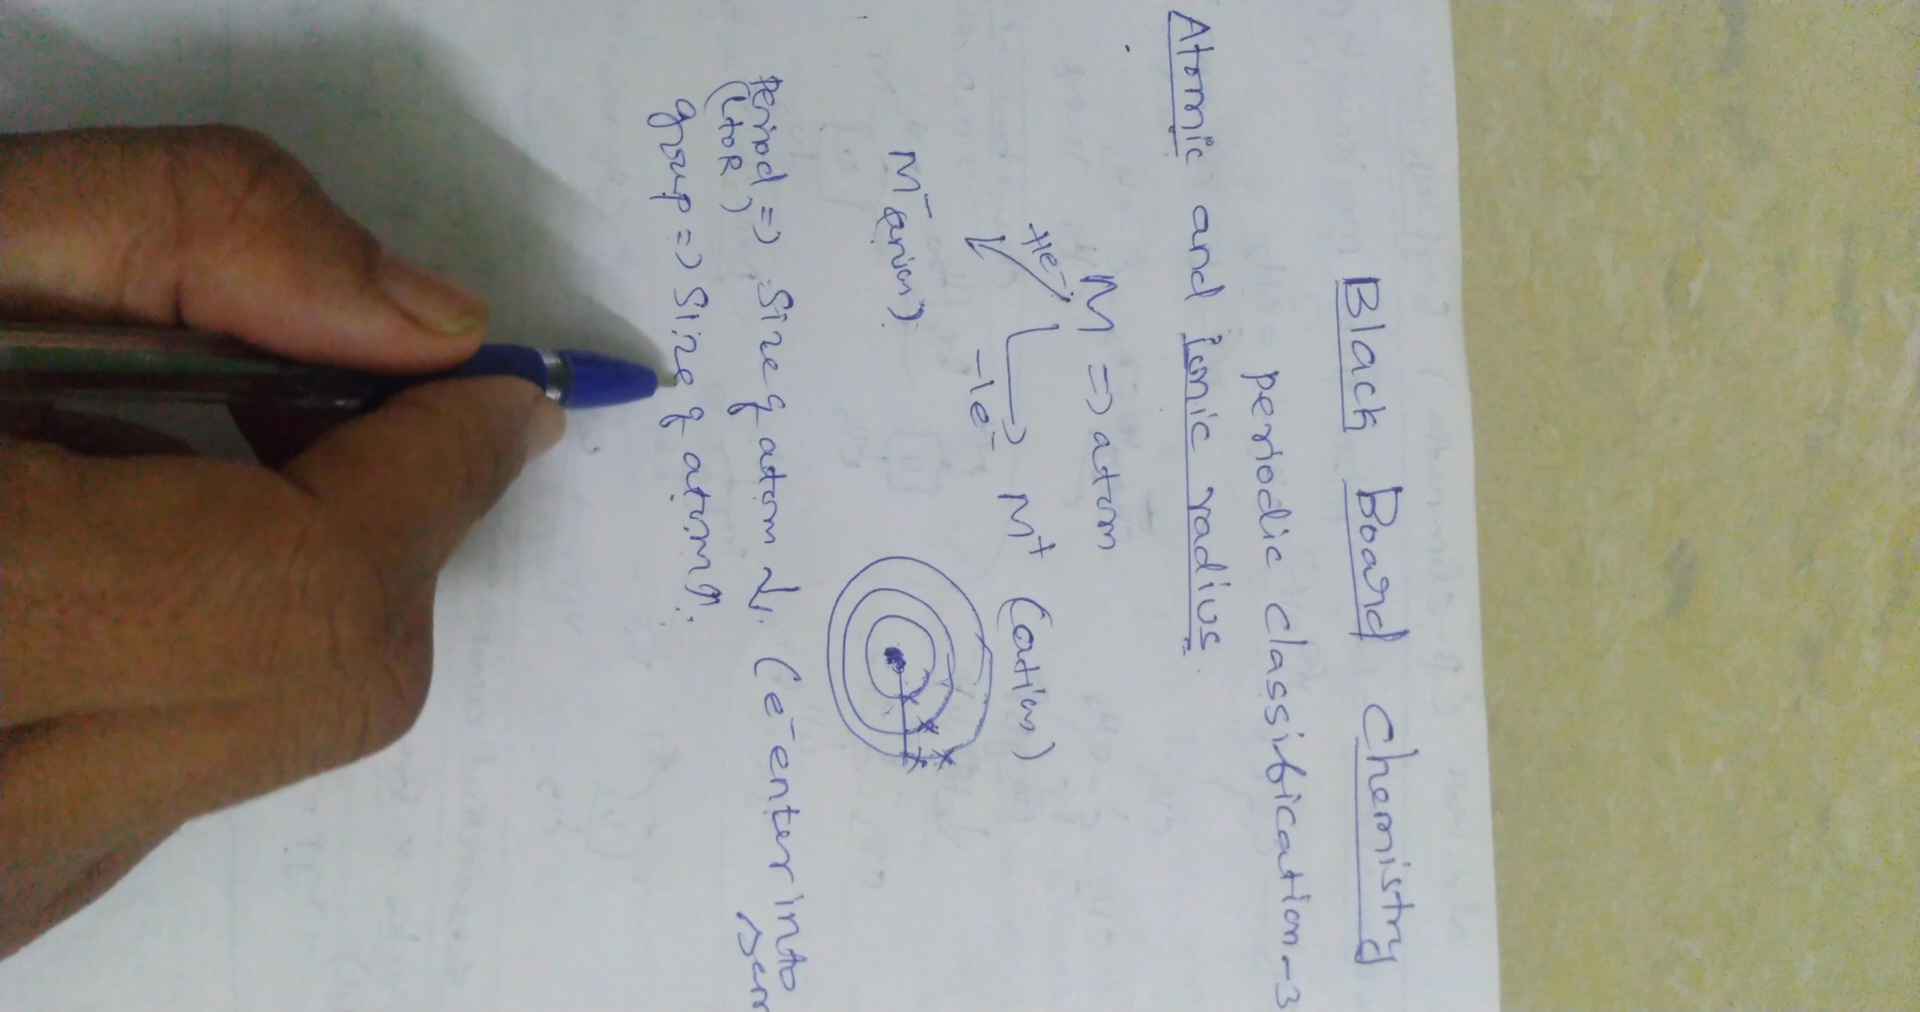 Black Board Chemistry
periodic classification-3
Atomic and Ionic radius.
M => atom
+1e-
-1e-
M+ (cation)
M- (anion)
period => Size of atom ↓. (e- enter into
(L to R)
group => Size of atom ↑.